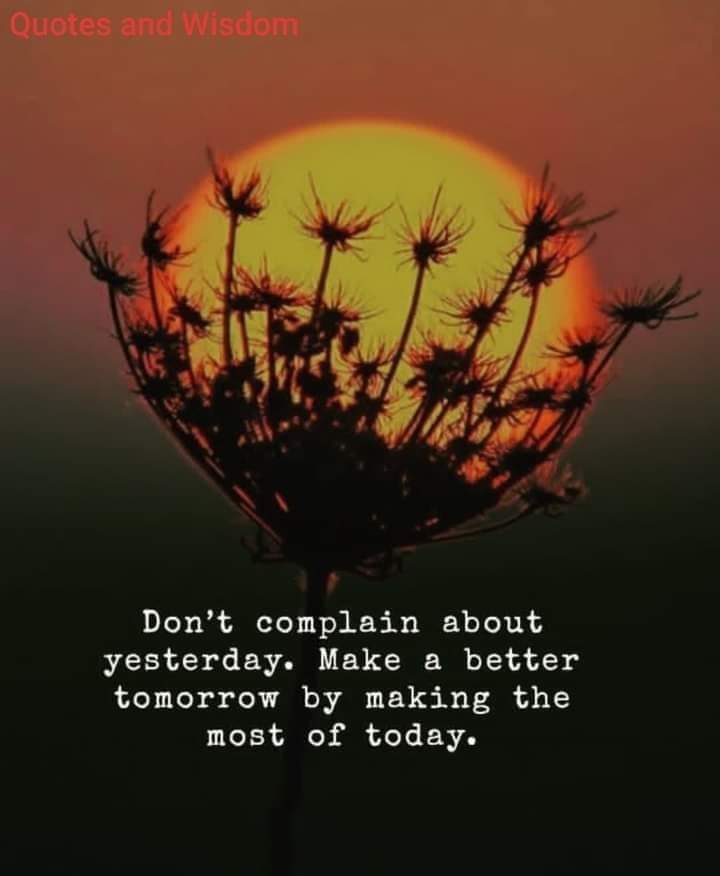 Quotes and Wisdom
Don’t complain about
yesterday. Make a better
tomorrow by making the
most of today.